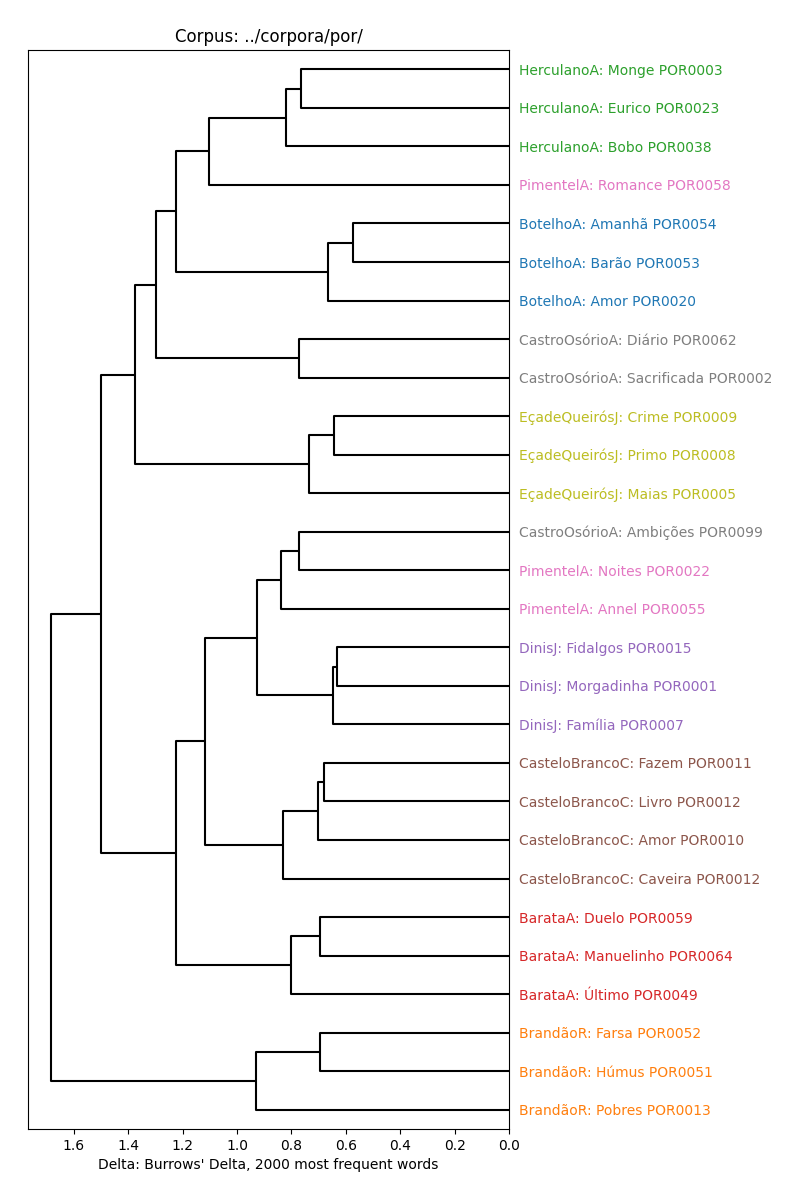 Corpus: ../corpora/por/
HerculanoA: Monge POR0003
HerculanoA: Eurico POR0023
HerculanoA: Bobo POR0038
PimentelA: Romance POR0058
BotelhoA: Amanhã POR0054
BotelhoA: Barão POR0053
BotelhoA: Amor POR0020
CastroOsórioA: Diário POR0062
CastroOsórioA: Sacrificada POR0002
EçadeQueirósJ: Crime POR0009
EçadeQueirósJ: Primo POR0008
EçadeQueirósJ: Maias POR0005
CastroOsórioA: Ambições POR0099
PimentelA: Noites POR0022
PimentelA: Annel POR0055
DinisJ: Fidalgos POR0015
DinisJ: Morgadinha POR0001
DinisJ: Família POR0007
CasteloBrancoC: Fazem POR0011
CasteloBrancoC: Livro POR0012
CasteloBrancoC: Amor POR0010
CasteloBrancoC: Caveira POR0012
BarataA: Duelo POR0059
BarataA: Manuelinho POR0064
BarataA: Último POR0049
BrandãoR: Farsa POR0052
BrandãoR: Húmus POR0051
BrandãoR: Pobres POR0013
1.6 1.4 1.2 1.0 0.8 0.6 0.4 0.2 0.0
Delta: Burrows' Delta, 2000 most frequent words